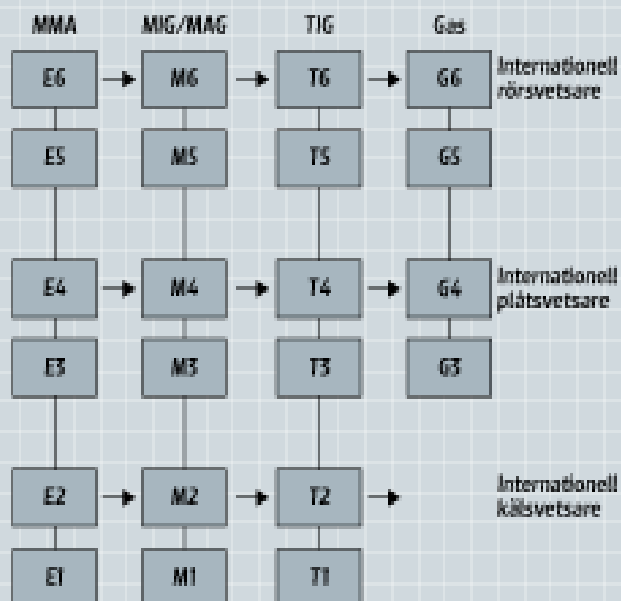 MMA MIG/MAG TIG Gas
E6 M6 T6 G6 Internationell
rörsvetsare
E5 M5 T5 G5
E4 M4 T4 G4 Internationell
plåtsvetsare
E3 M3 T3 G3
E2 M2 T2 Internationell
kälsvetsare
E1 M1 T1